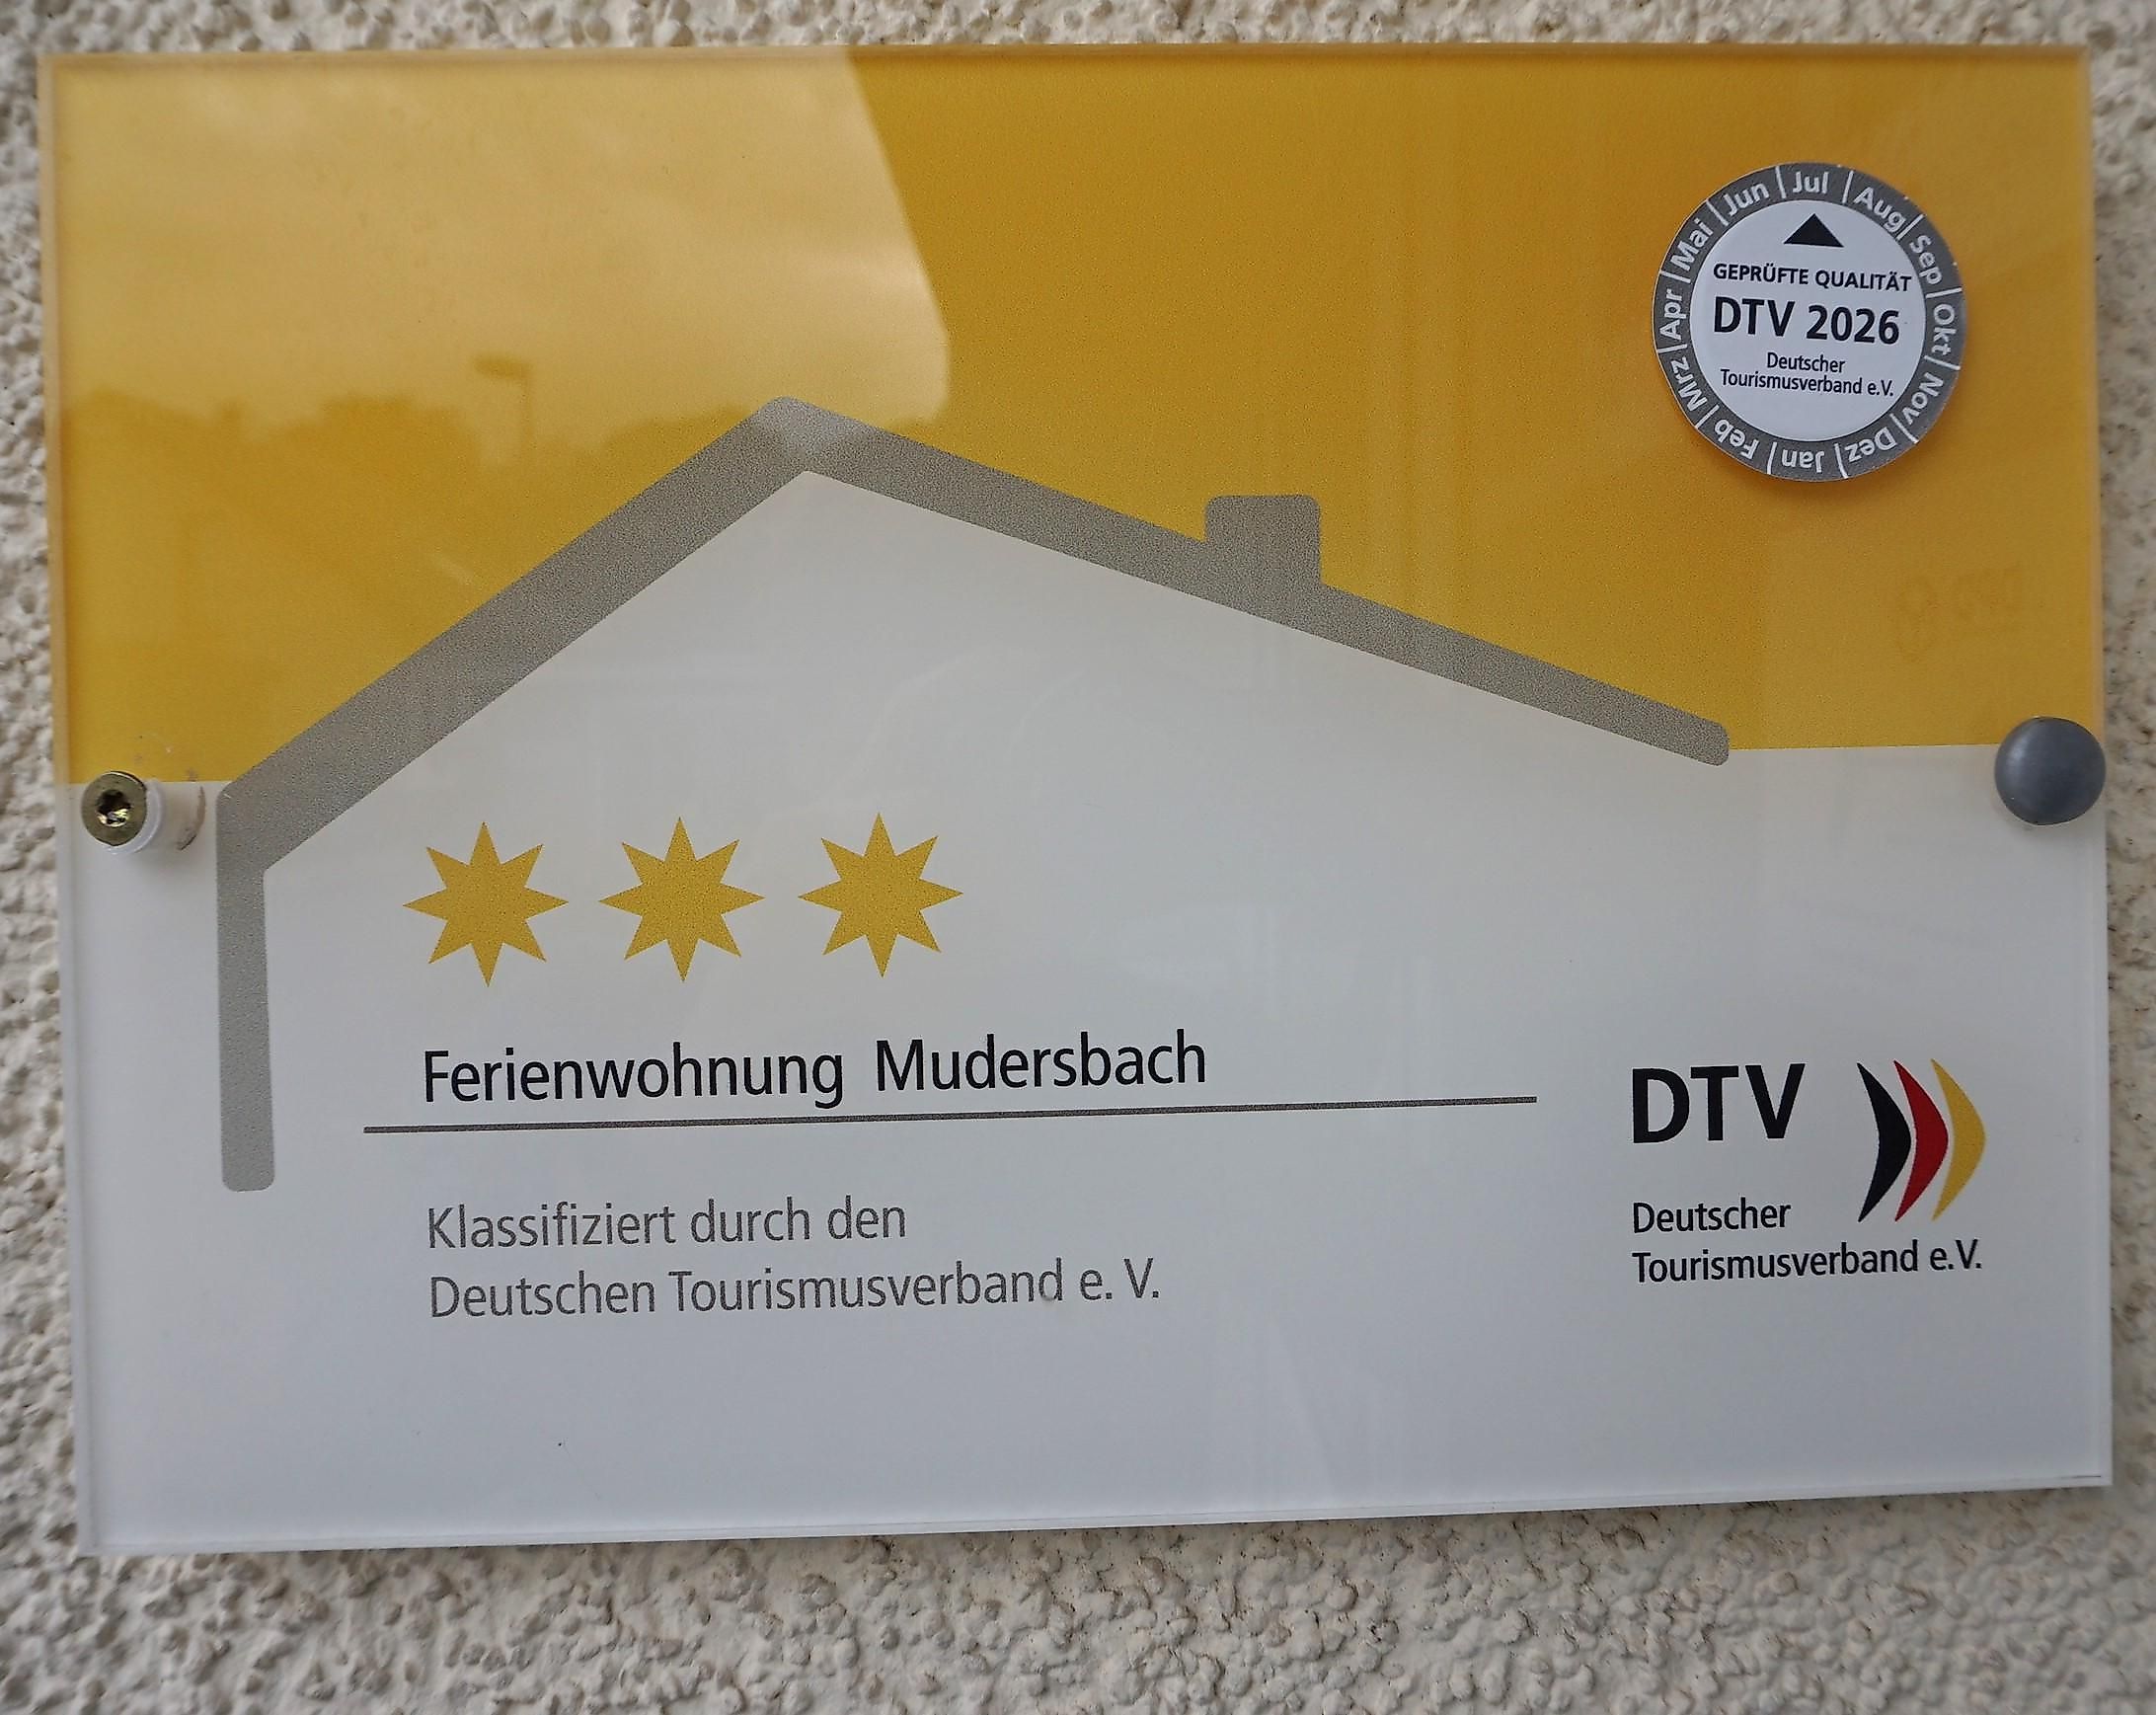 Jan | Feb | Mrz | Apr | Mai | Jun | Jul | Aug | Sep | Okt | Nov | Dez
GEPRÜFTE QUALITÄT
DTV 2026
Deutscher
Tourismusverband e.V.
Ferienwohnung Mudersbach
Klassifiziert durch den
Deutschen Tourismusverband e. V.
DTV
Deutscher
Tourismusverband e.V.